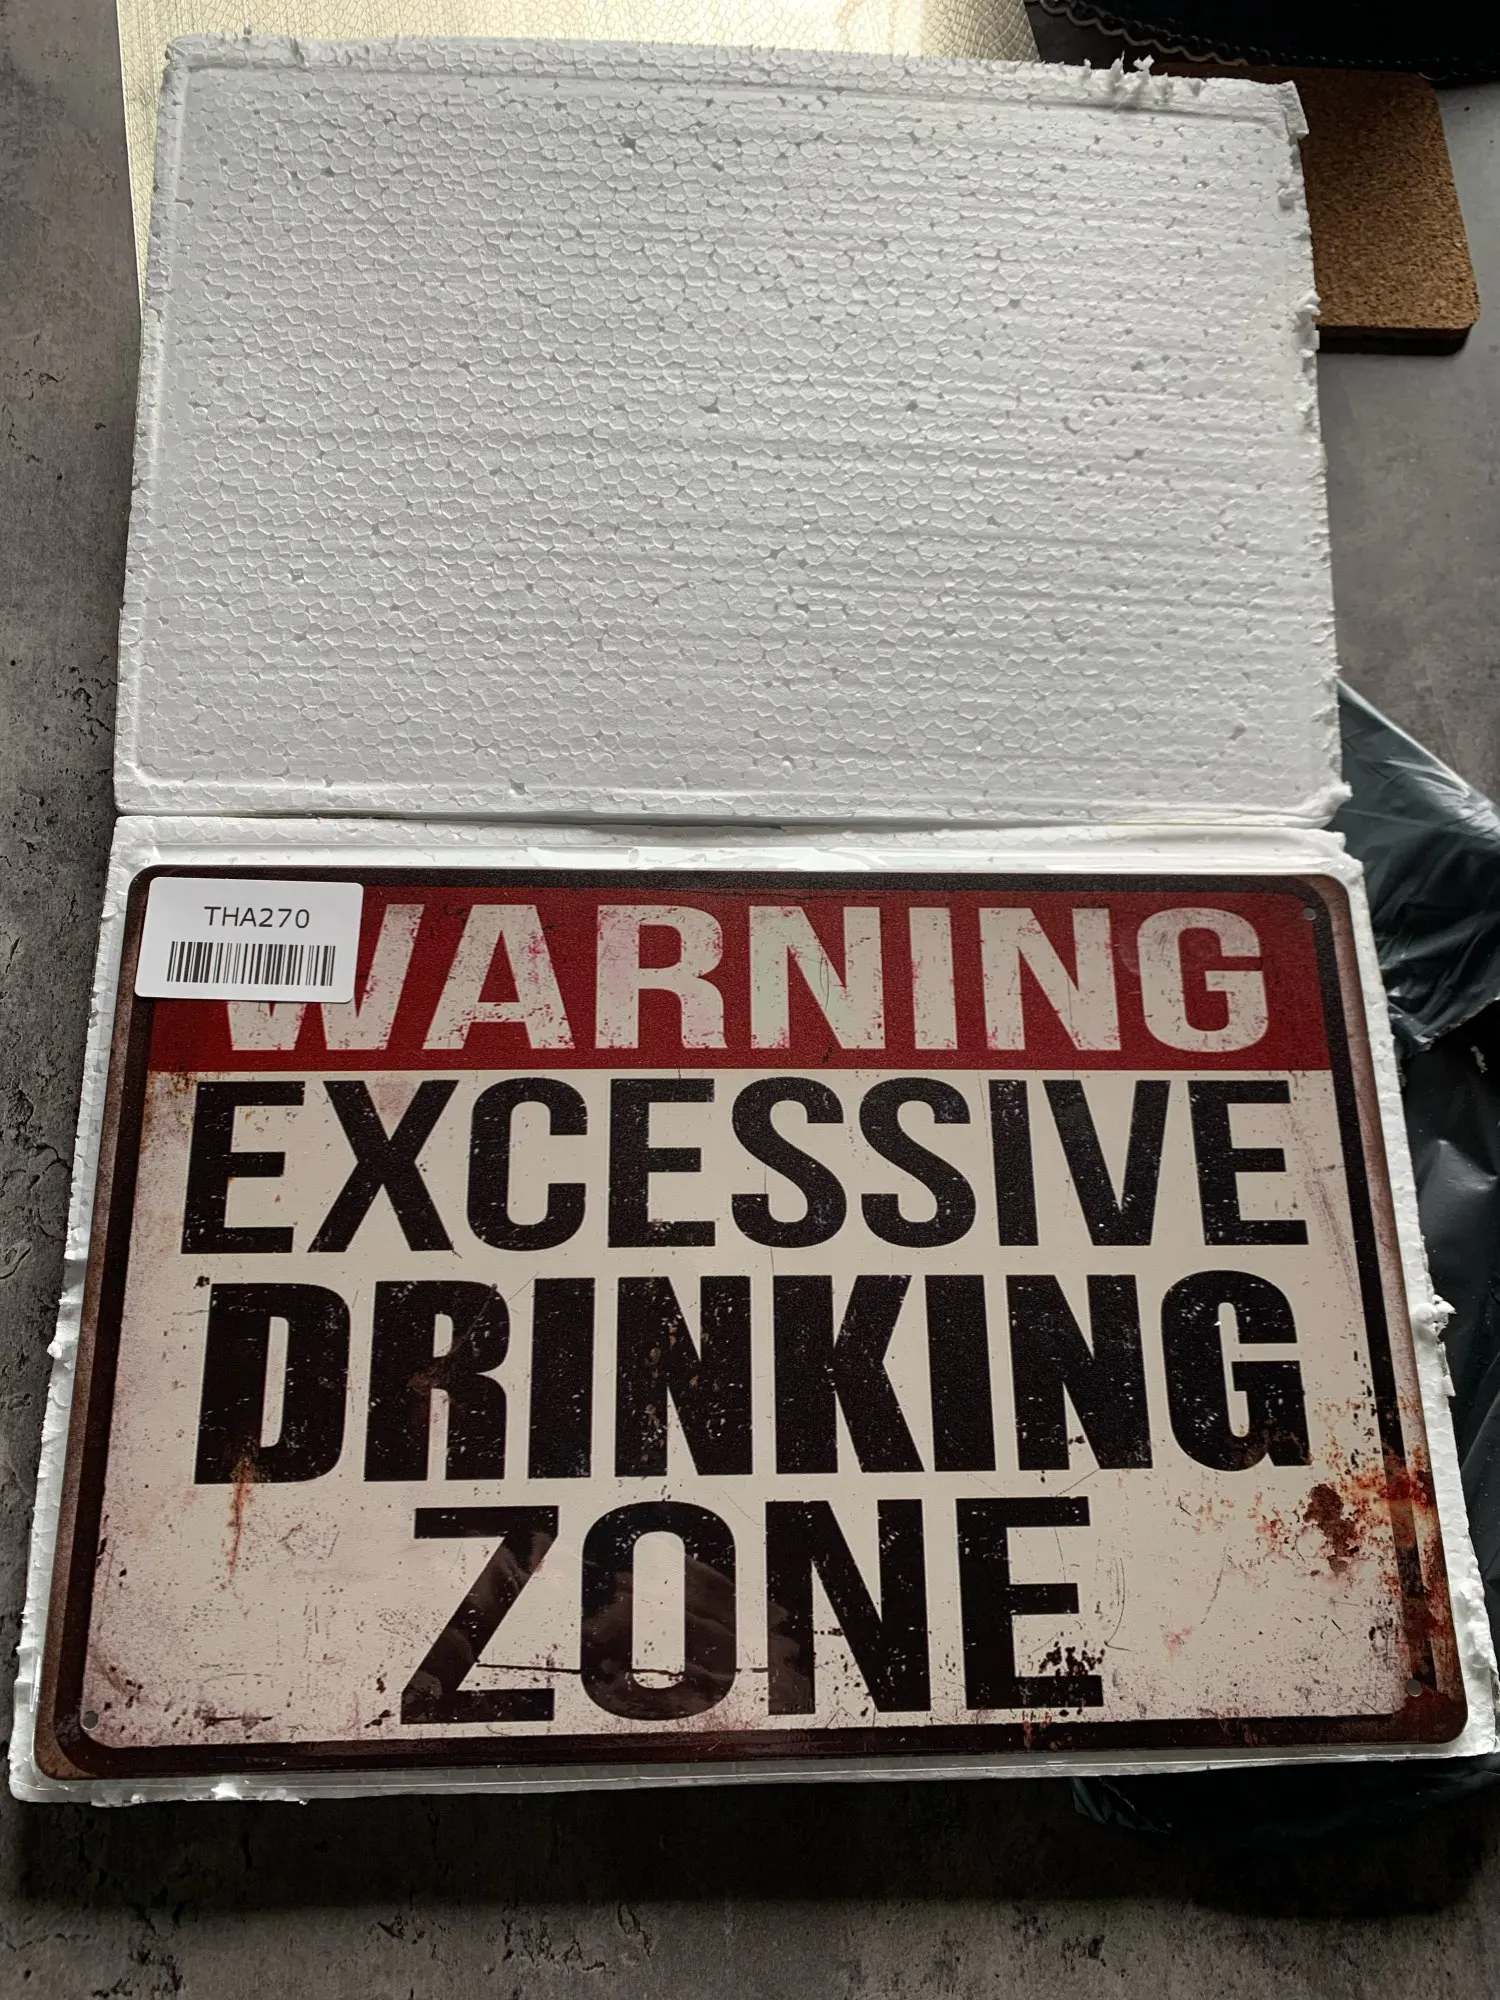 THA270
WARNING
EXCESSIVE
DRINKING
ZONE